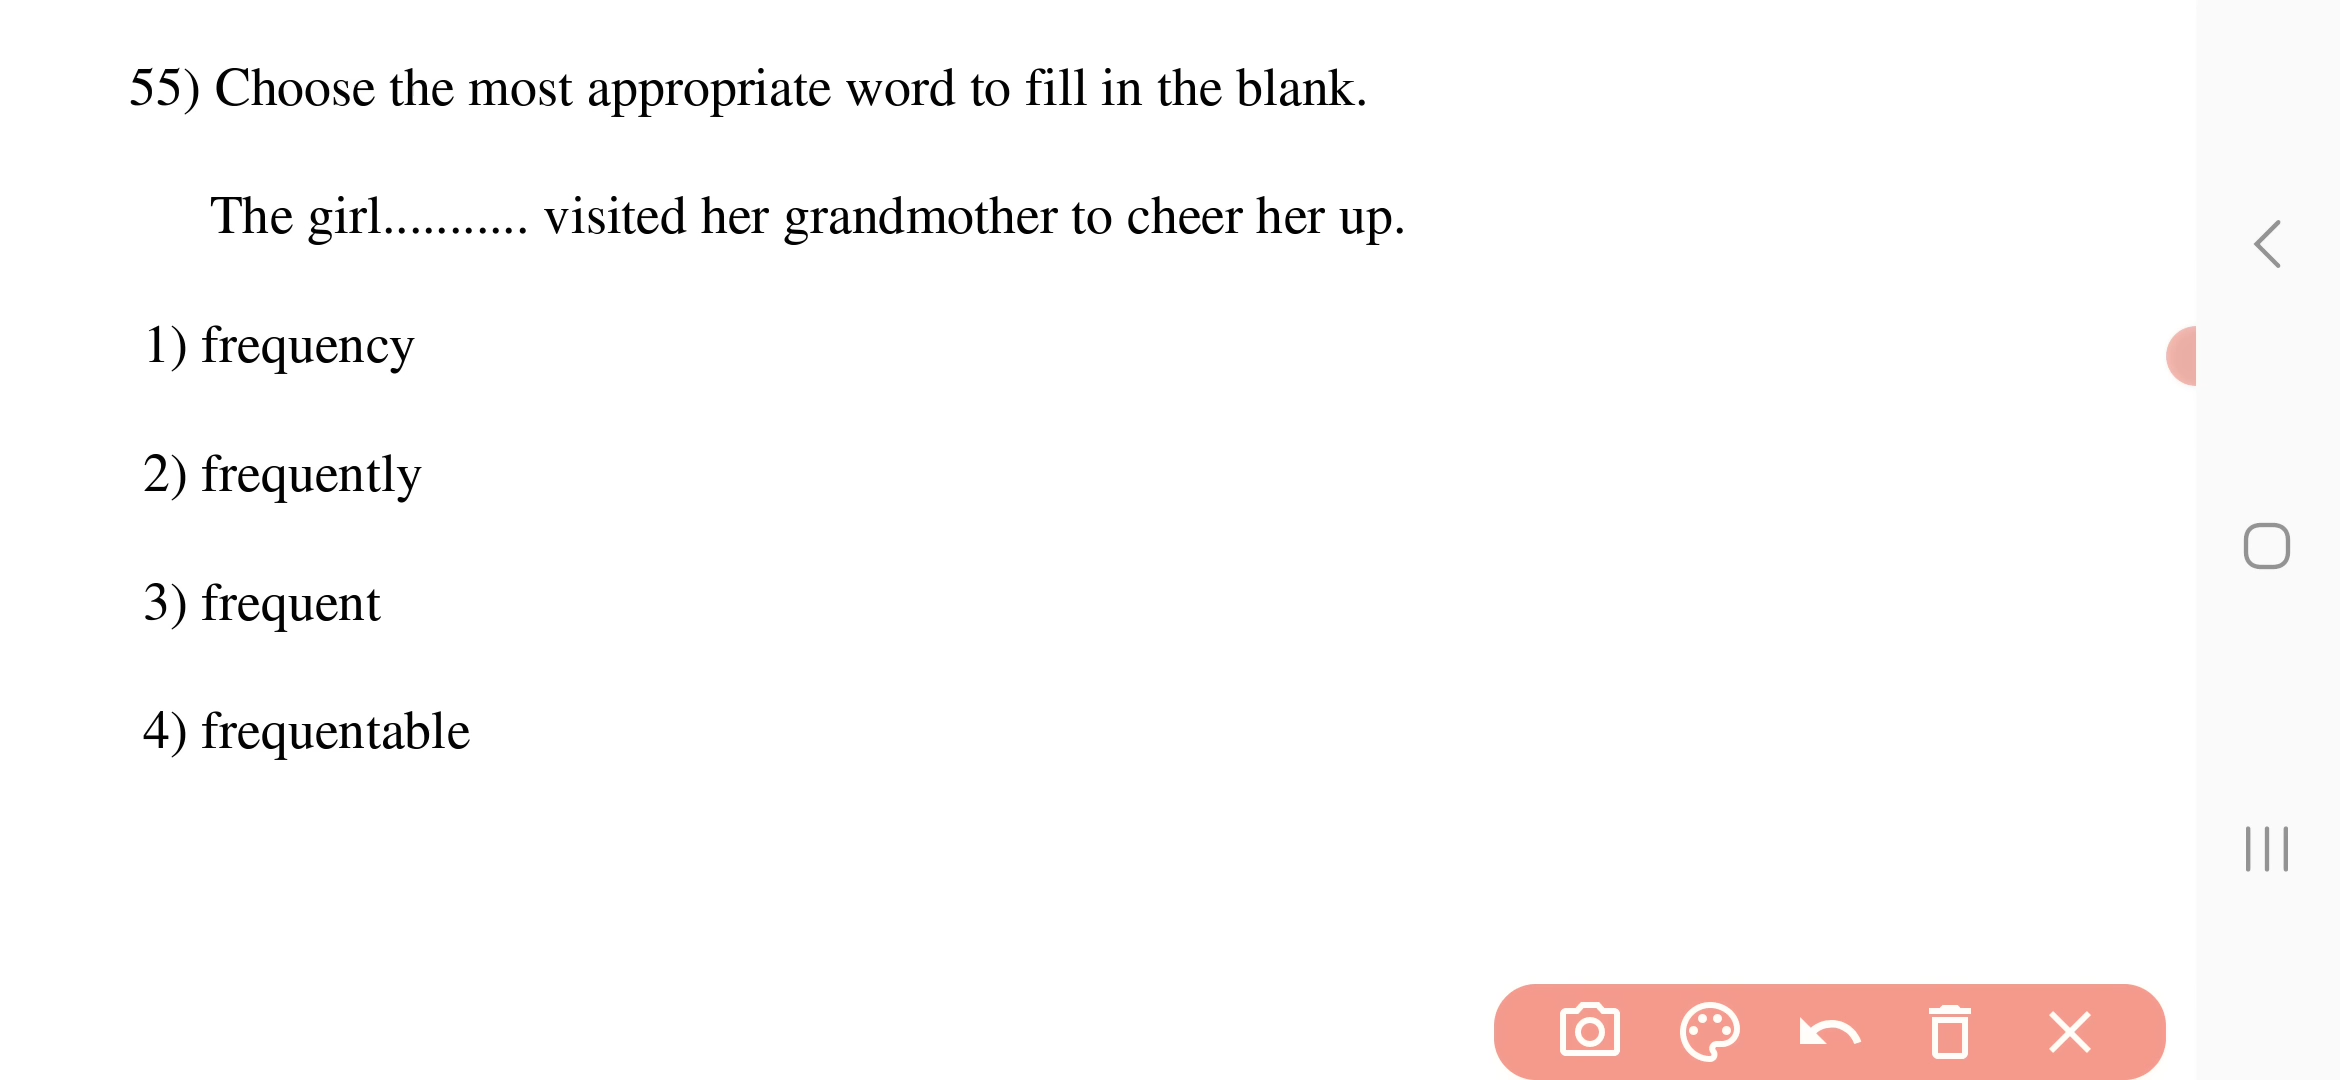 55) Choose the most appropriate word to fill in the blank.
The girl........... visited her grandmother to cheer her up.
1) frequency
2) frequently
3) frequent
4) frequentable